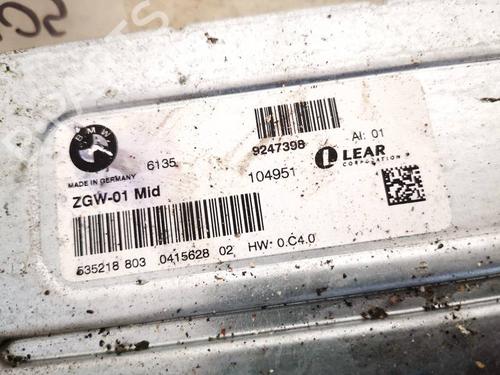 BMW
MADE IN GERMANY
6135
9247398
AI: 01
104951
LEAR
CORPORATION
ZGW-01 Mid
535218 803 0415628 02 HW: 0.C4.0